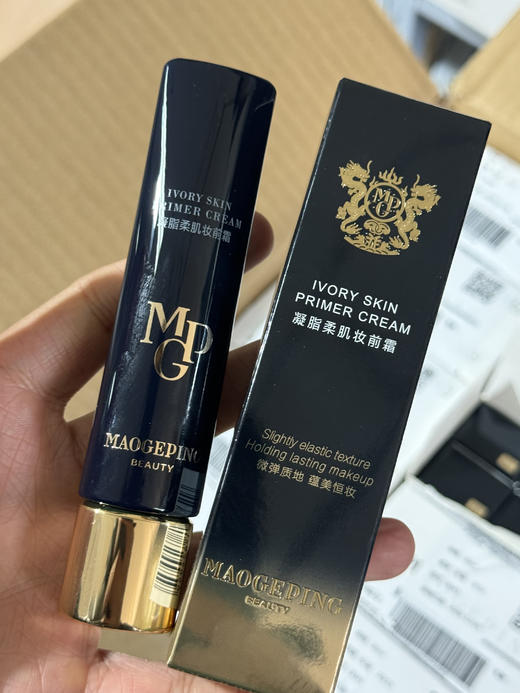 IVORY SKIN
PRIMER CREAM
凝脂柔肌妆前霜
MPG
MAOGEPING
BEAUTY
MPG
IVORY SKIN
PRIMER CREAM
凝脂柔肌妆前霜
Slightly elastic texture
Holding lasting makeup
微弹质地 蕴美恒妆
MAOGEPING
BEAUTY